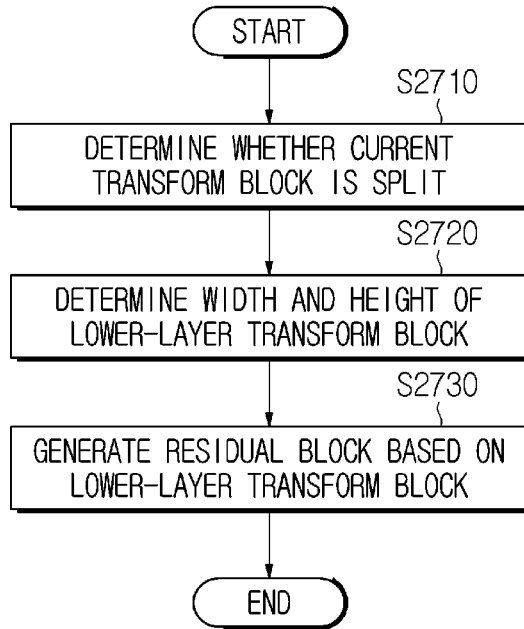 START
S2710
DETERMINE WHETHER CURRENT
TRANSFORM BLOCK IS SPLIT
S2720
DETERMINE WIDTH AND HEIGHT OF
LOWER-LAYER TRANSFORM BLOCK
S2730
GENERATE RESIDUAL BLOCK BASED ON
LOWER-LAYER TRANSFORM BLOCK
END